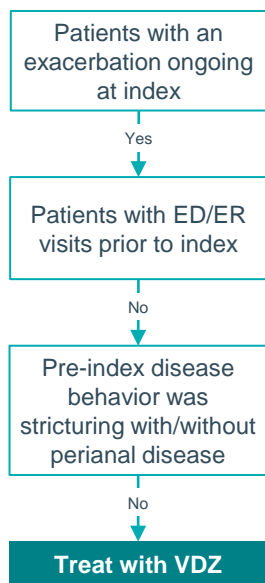 Patients with an
exacerbation ongoing
at index
Yes
Patients with ED/ER
visits prior to index
No
Pre-index disease
behavior was
stricturing with/without
perianal disease
No
Treat with VDZ